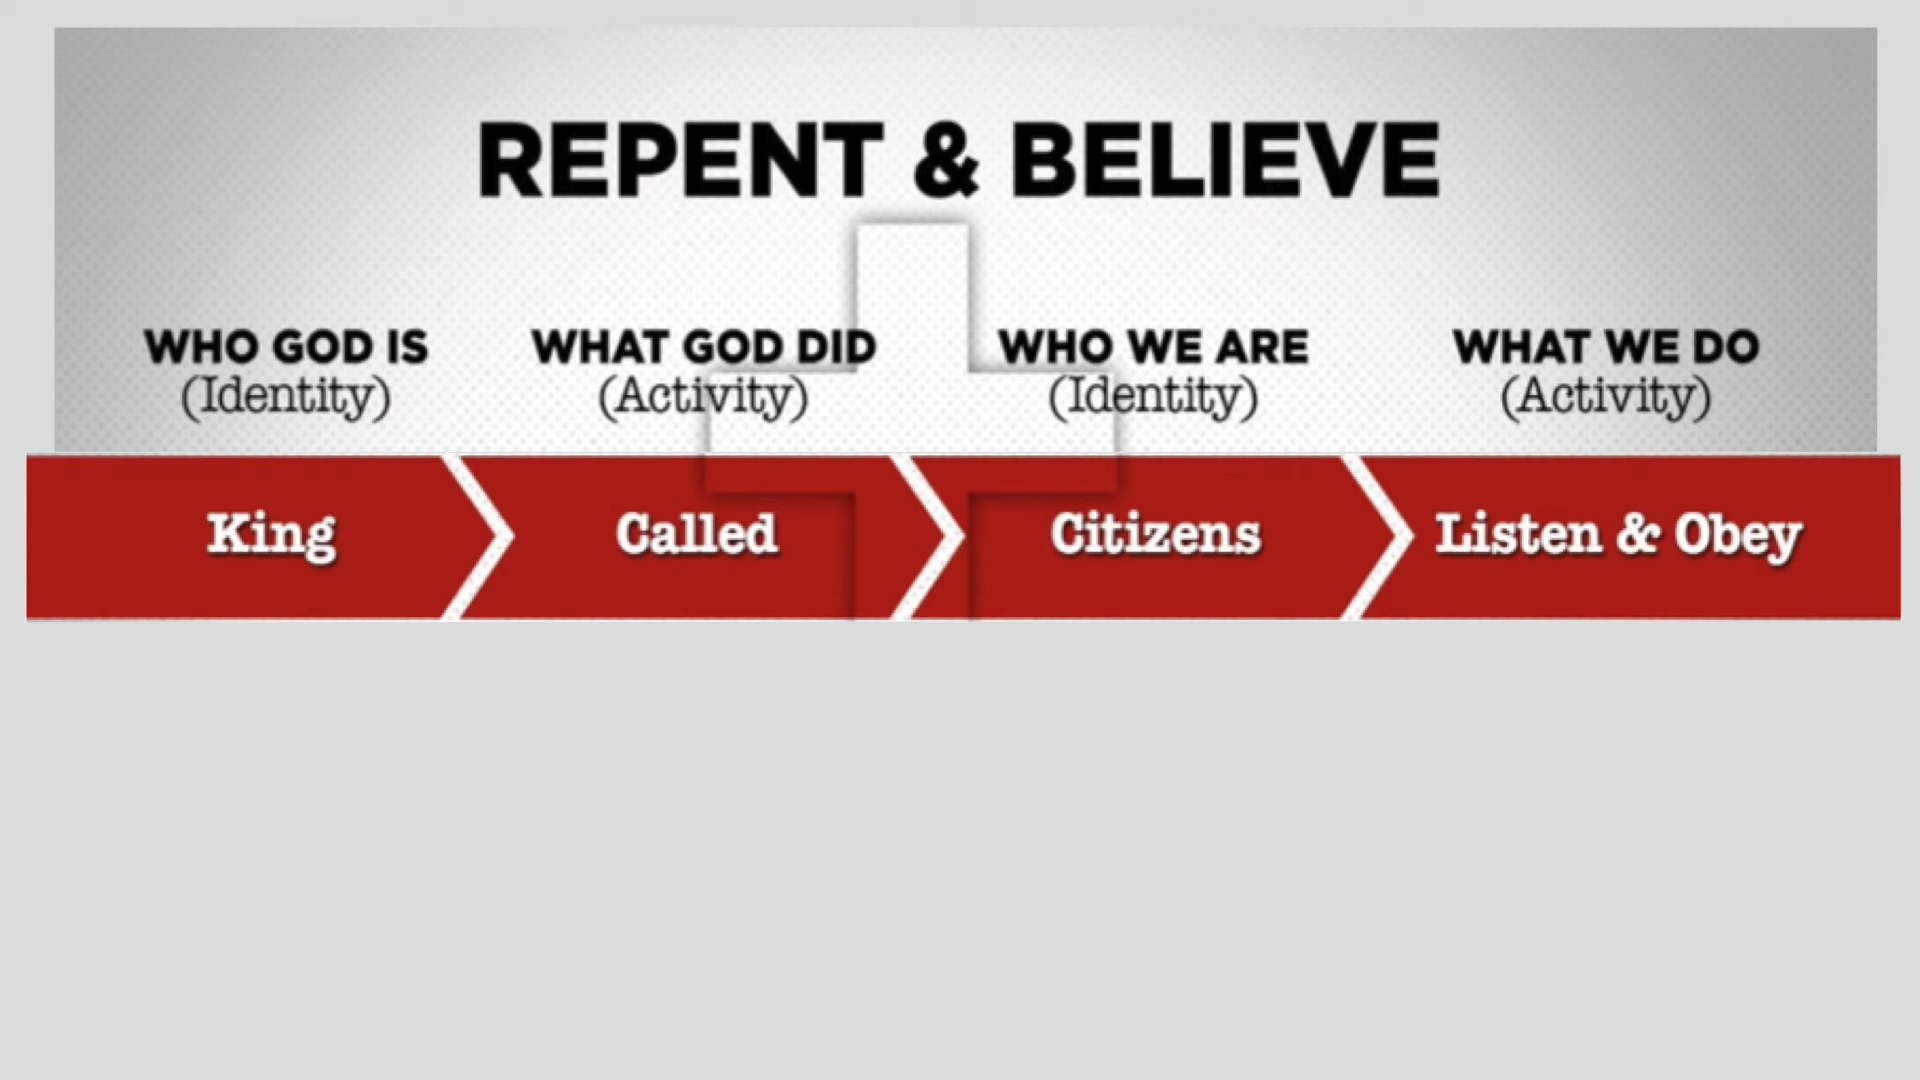 REPENT & BELIEVE
WHO GOD IS
(Identity)
WHAT GOD DID
(Activity)
WHO WE ARE
(Identity)
WHAT WE DO
(Activity)
King
Called
Citizens
Listen & Obey